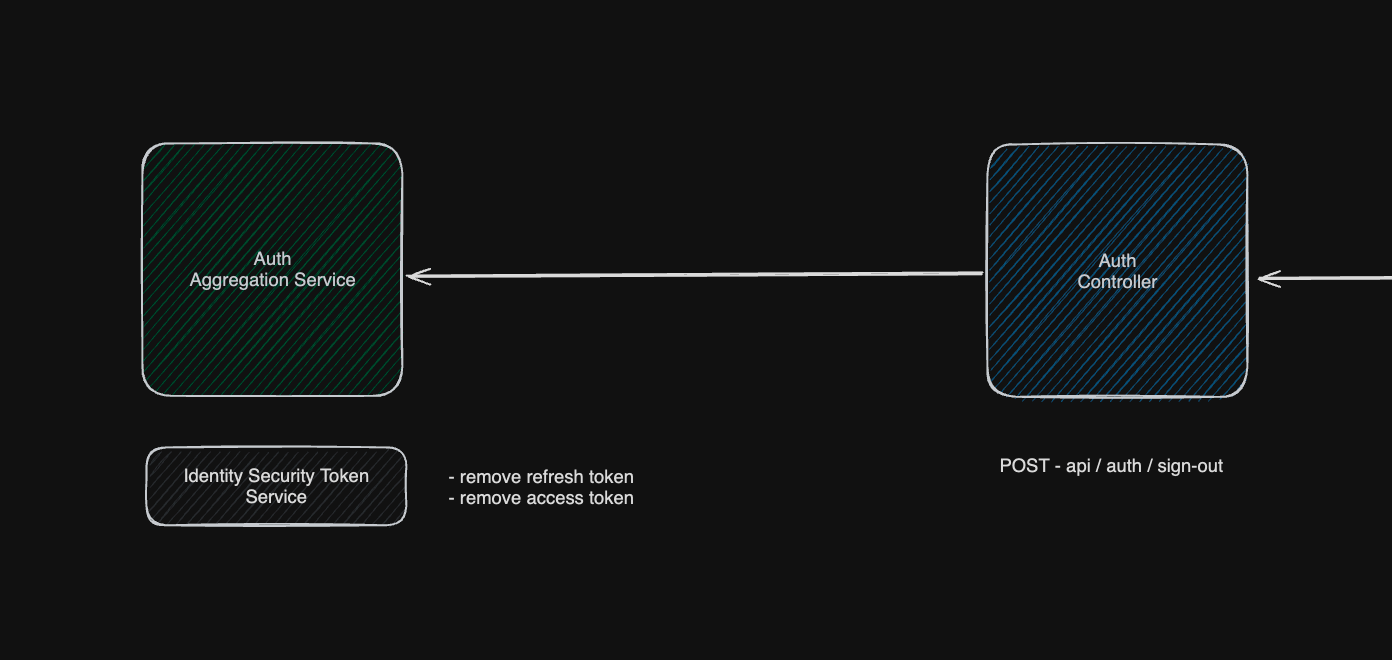 Auth
Aggregation Service
Auth
Controller
Identity Security Token
Service
- remove refresh token
- remove access token
POST - api / auth / sign-out